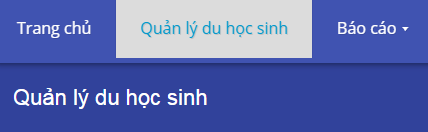 Trang chủ Quản lý du học sinh Báo cáo
Quản lý du học sinh